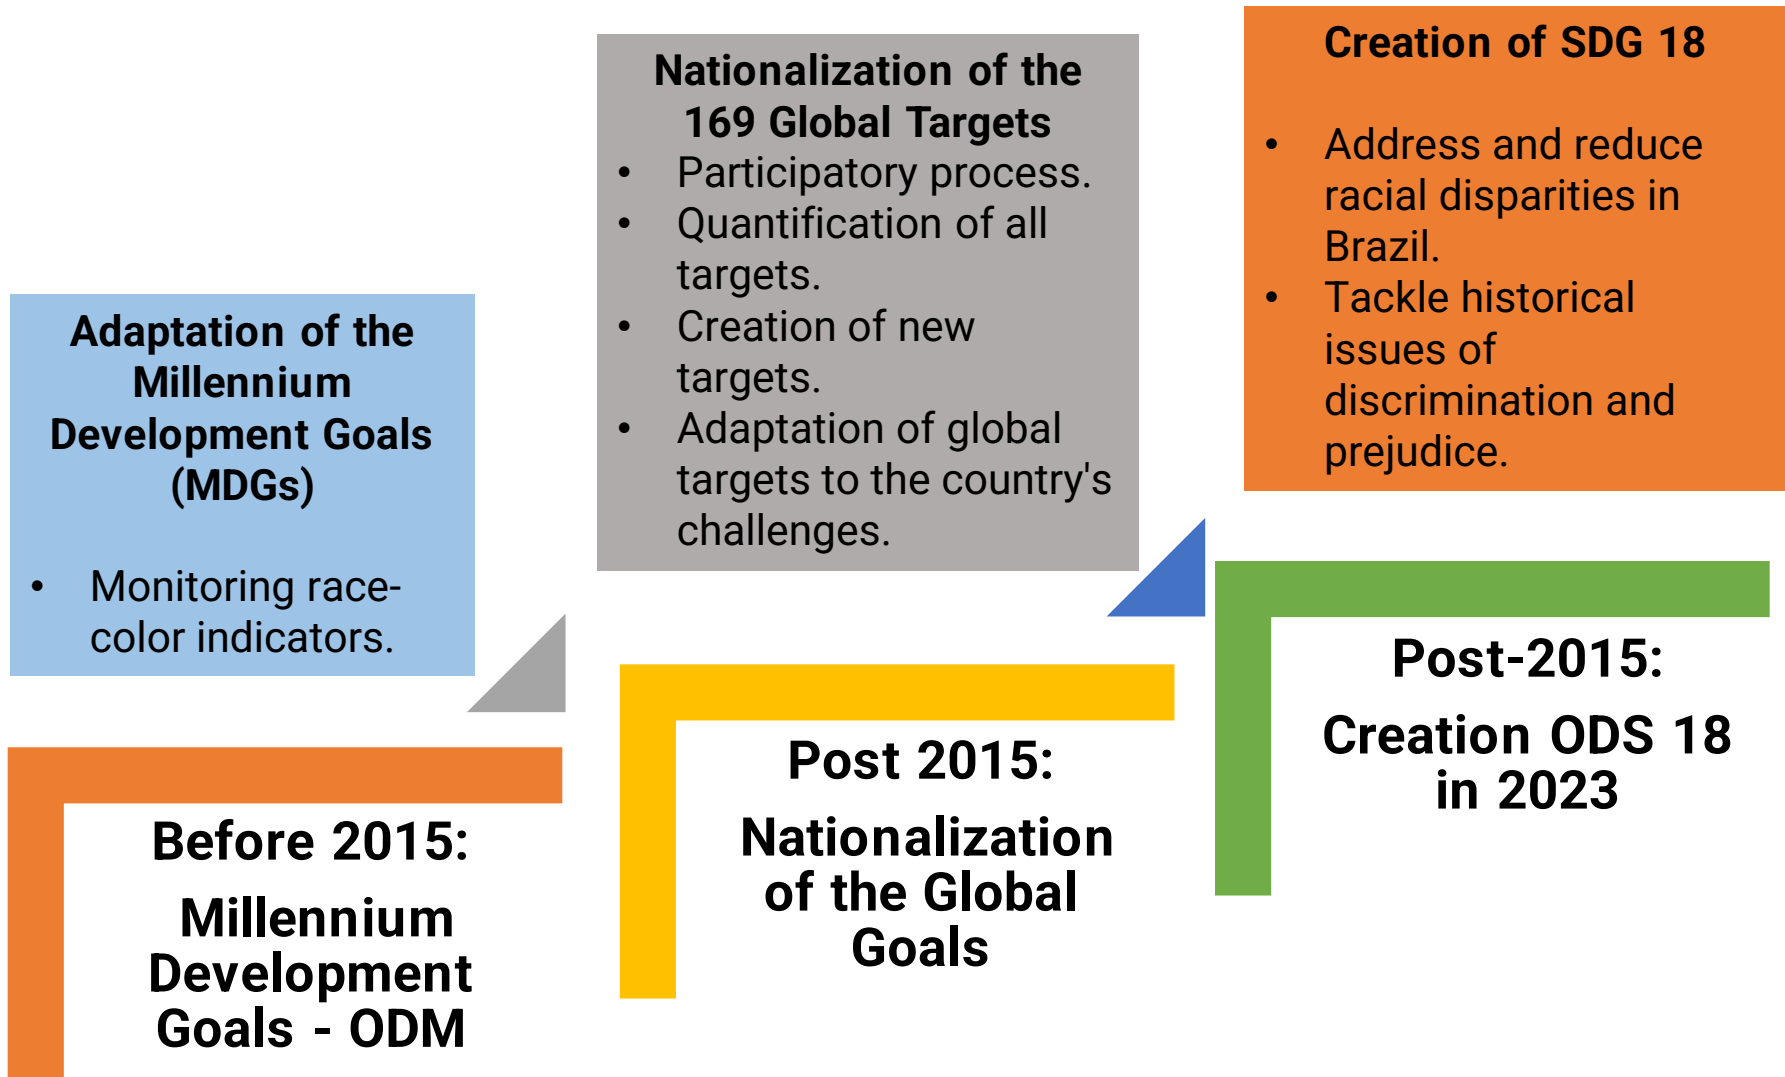 Adaptation of the
Millennium
Development Goals
(MDGs)
• Monitoring race-
color indicators.
Before 2015:
Millennium
Development
Goals - ODM
Nationalization of the
169 Global Targets
• Participatory process.
• Quantification of all
targets.
• Creation of new
targets.
• Adaptation of global
targets to the country's
challenges.
Post 2015:
Nationalization
of the Global
Goals
Creation of SDG 18
• Address and reduce
racial disparities in
Brazil.
• Tackle historical
issues of
discrimination and
prejudice.
Post-2015:
Creation ODS 18
in 2023